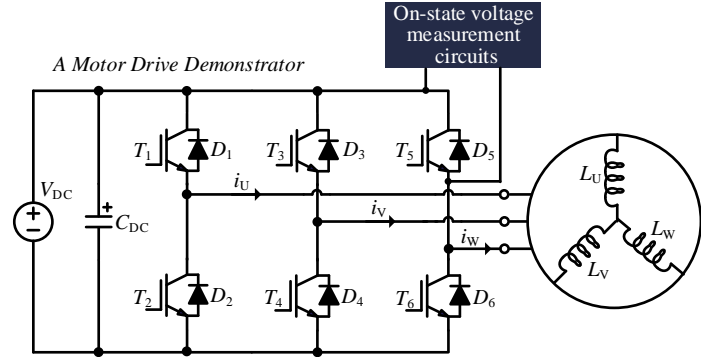 On-state voltage
measurement
circuits
A Motor Drive Demonstrator
T1
D1
T3
D3
T5
D5
LU
VDC
iU
+
CDC
iV
LW
iW
LV
T2
D2
T4
D4
T6
D6